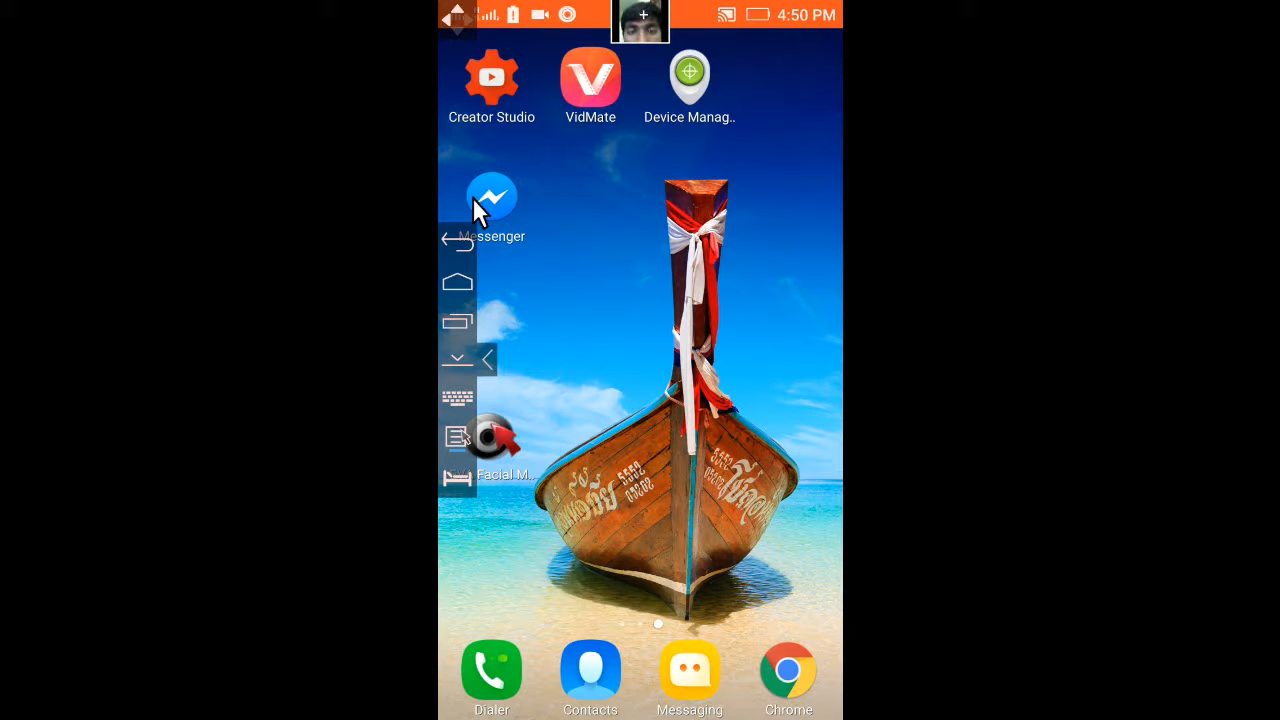 4:50 PM
Creator Studio
VidMate
Device Manag..
Messenger
Facial M..
Dialer
Contacts
Messaging
Chrome